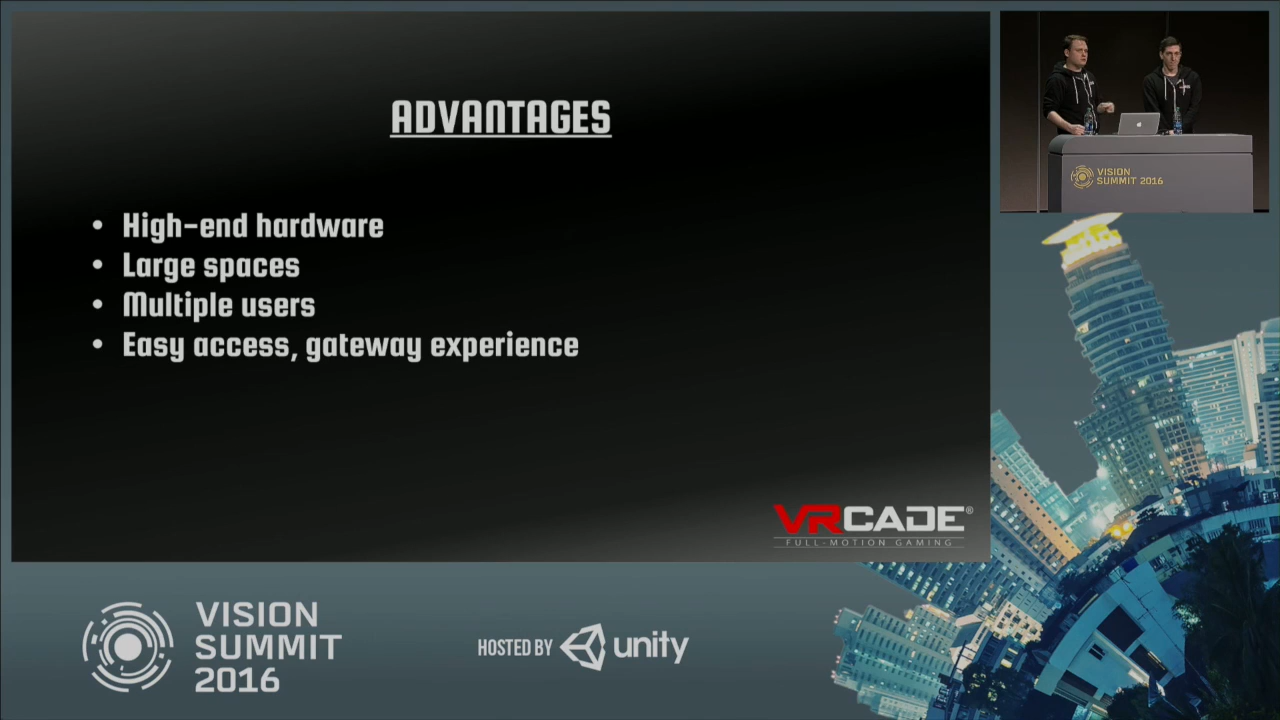 ADVANTAGES
• High-end hardware
• Large spaces
• Multiple users
• Easy access, gateway experience
VRCADE®
FULL-MOTION GAMING
VISION
SUMMIT 2016
VISION
SUMMIT
2016
HOSTED BY unity